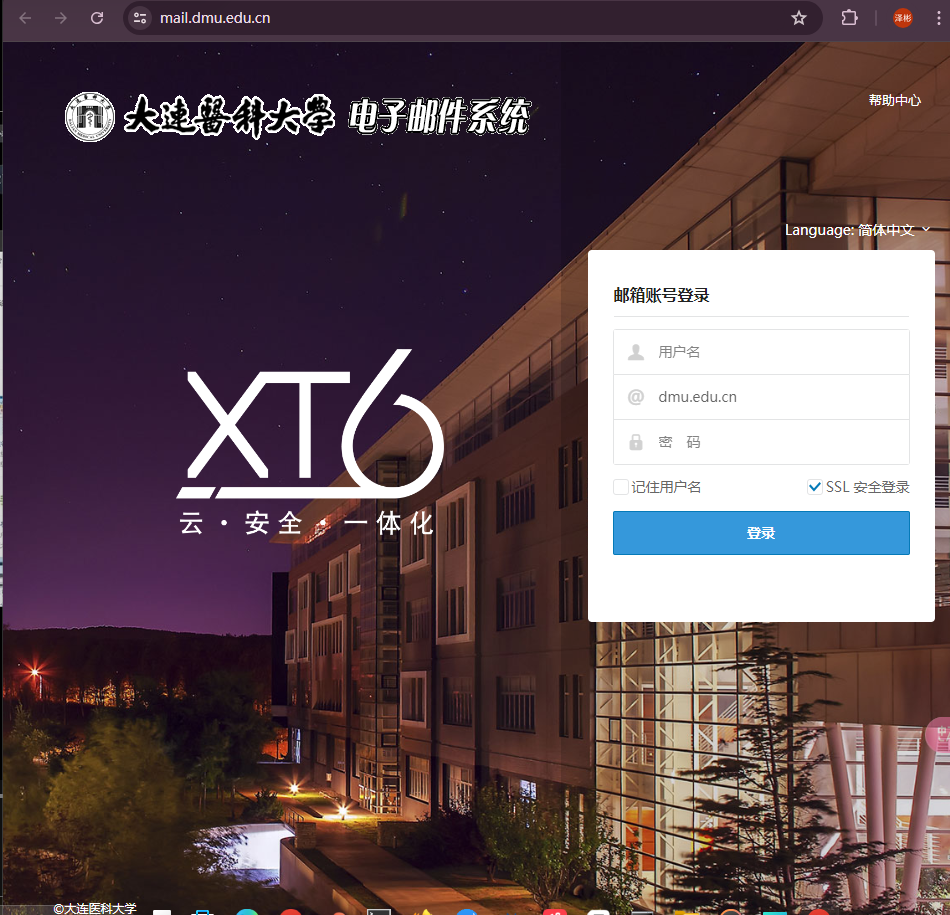 mail.dmu.edu.cn
泽彬
大連醫科大學 电子邮件系统
帮助中心
Language: 简体中文
邮箱账号登录
用户名
@ dmu.edu.cn
密 码
记住用户名
SSL 安全登录
登录
XT6
云·安全·一体化
©大连医科大学